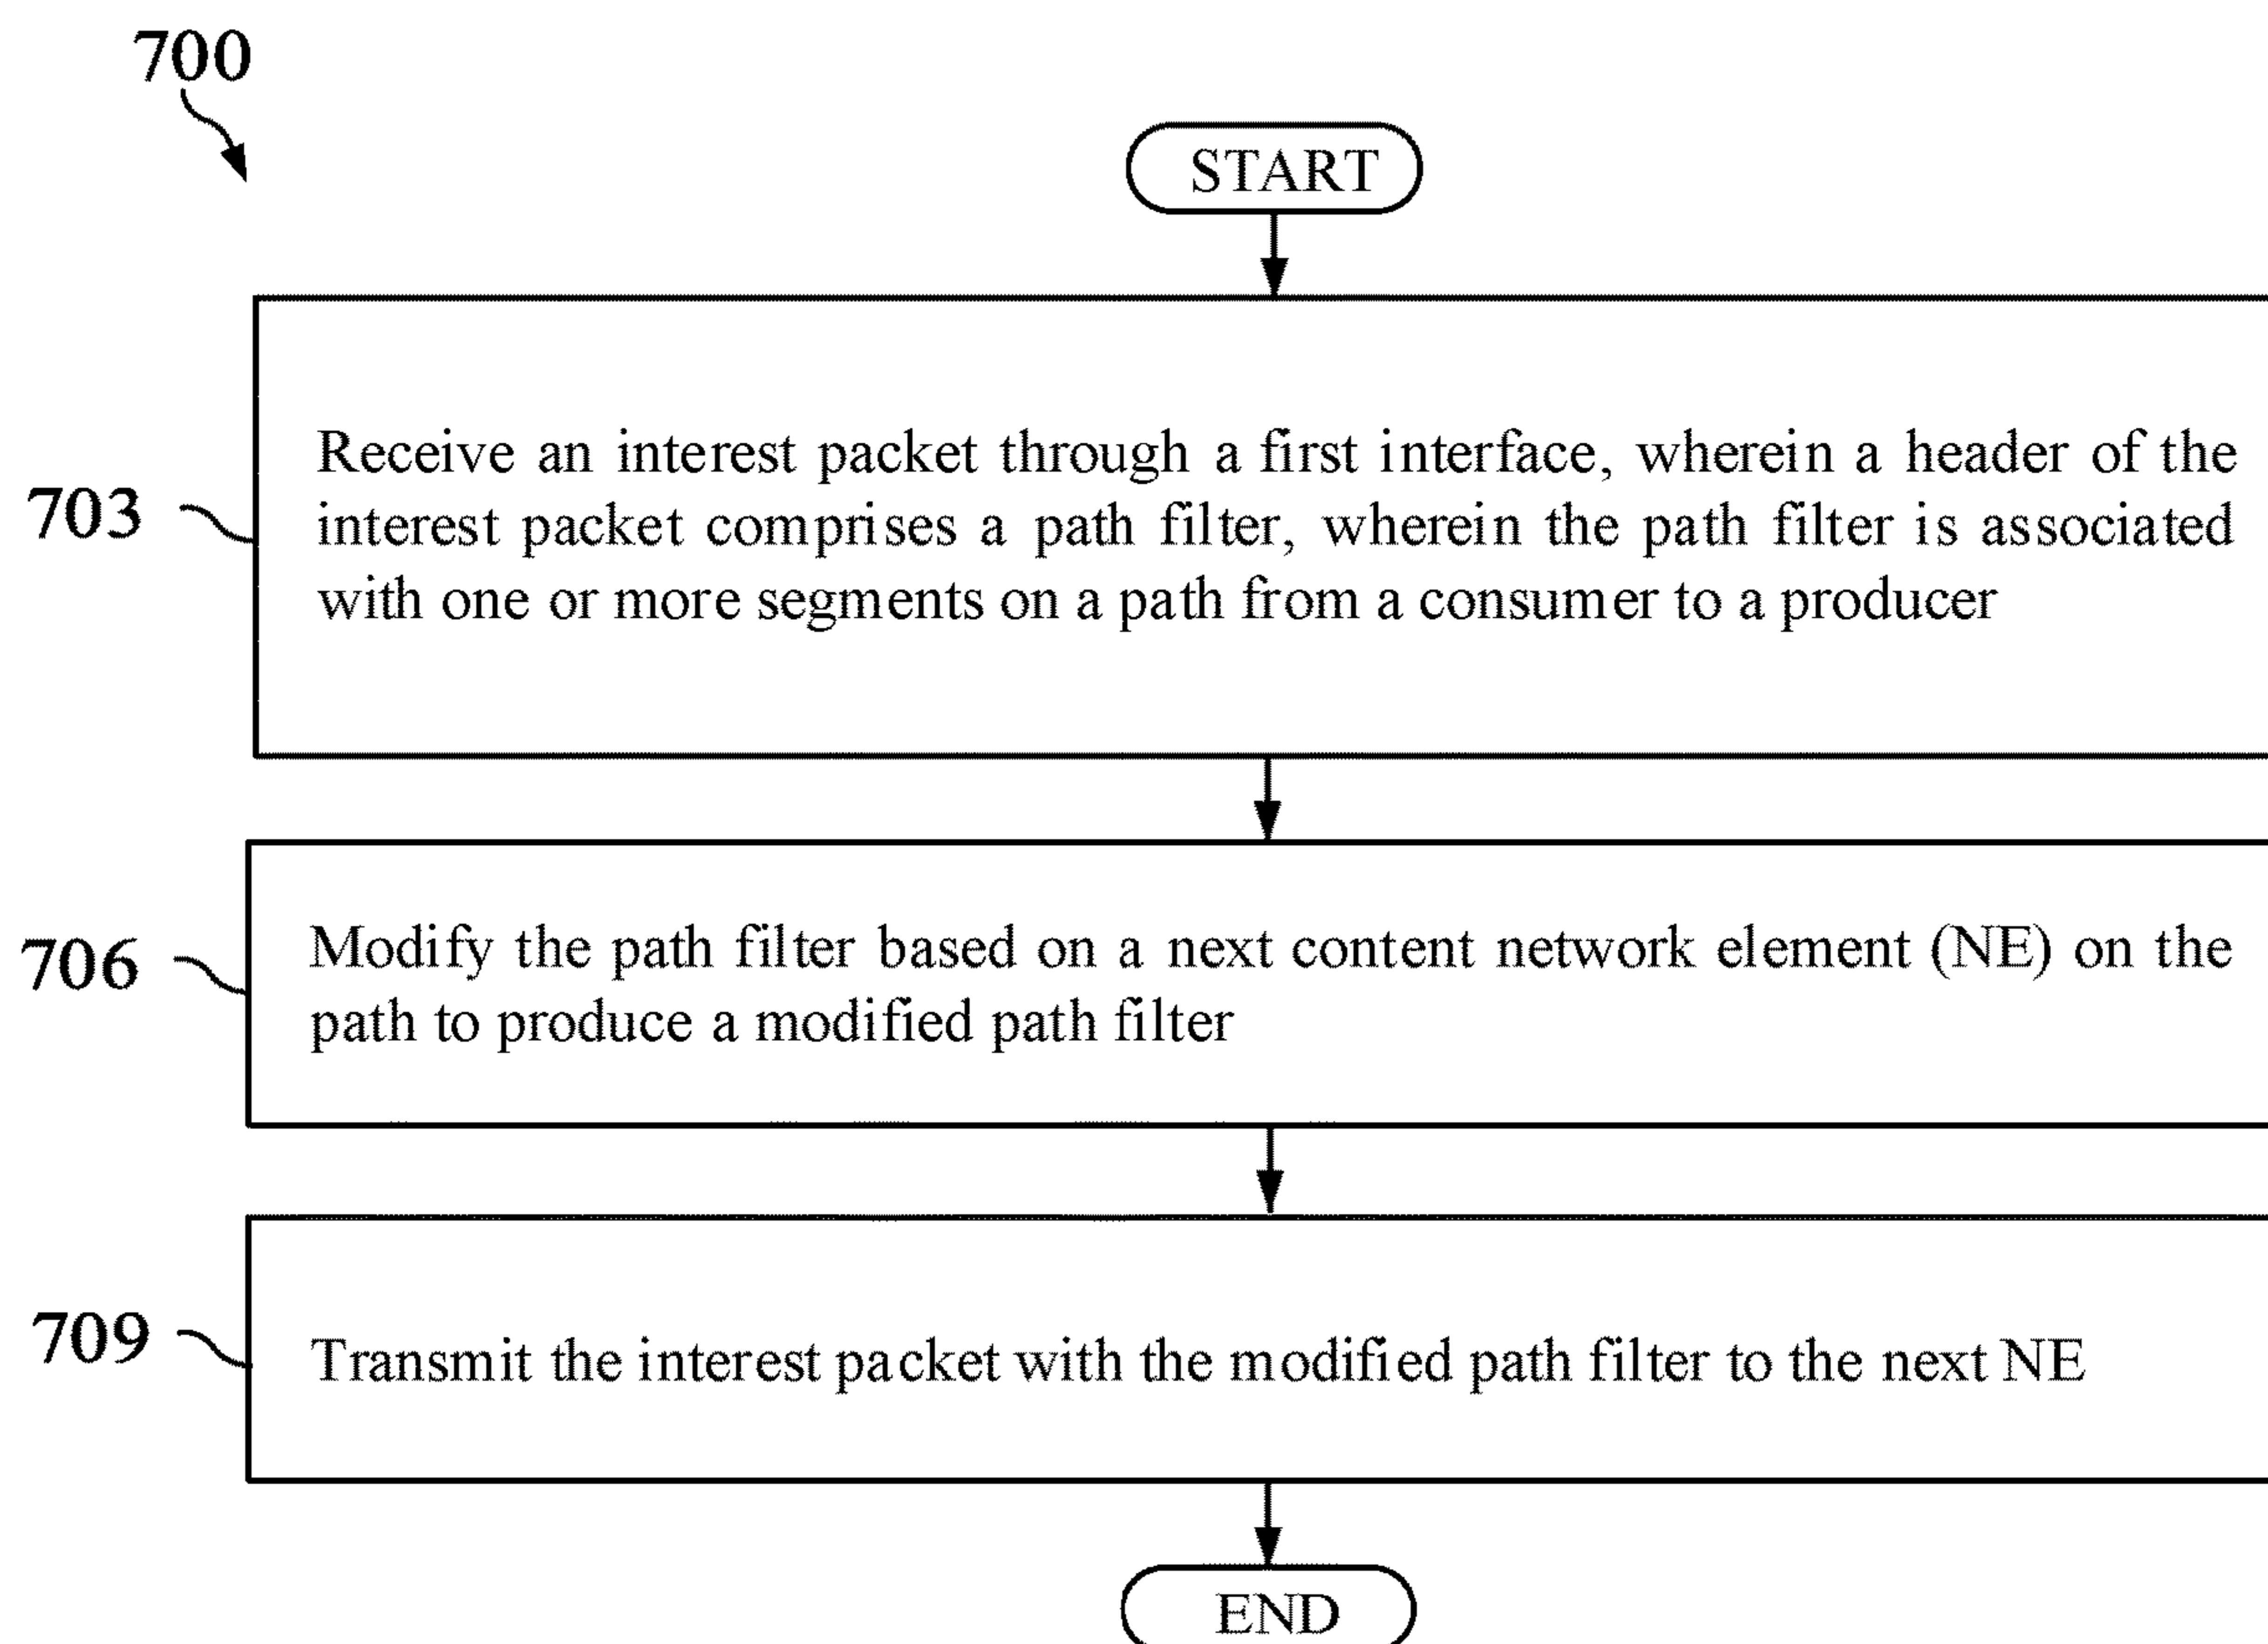 700
START
703
Receive an interest packet through a first interface, wherein a header of the
interest packet comprises a path filter, wherein the path filter is associated
with one or more segments on a path from a consumer to a producer
706
Modify the path filter based on a next content network element (NE) on the
path to produce a modified path filter
709
Transmit the interest packet with the modified path filter to the next NE
END